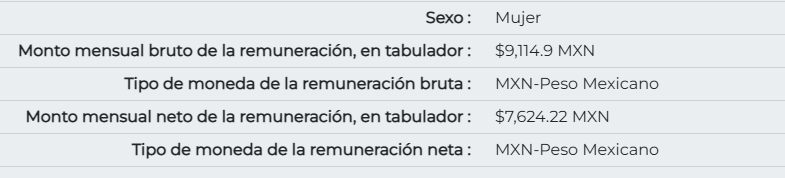 Sexo : Mujer
Monto mensual bruto de la remuneración, en tabulador : $9,114.9 MXN
Tipo de moneda de la remuneración bruta : MXN-Peso Mexicano
Monto mensual neto de la remuneración, en tabulador : $7,624.22 MXN
Tipo de moneda de la remuneración neta : MXN-Peso Mexicano